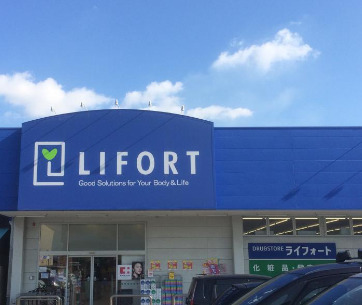 LIFORT
Good Solutions for Your Body & Life
DRUGSTORE ライフォート
化粧品・